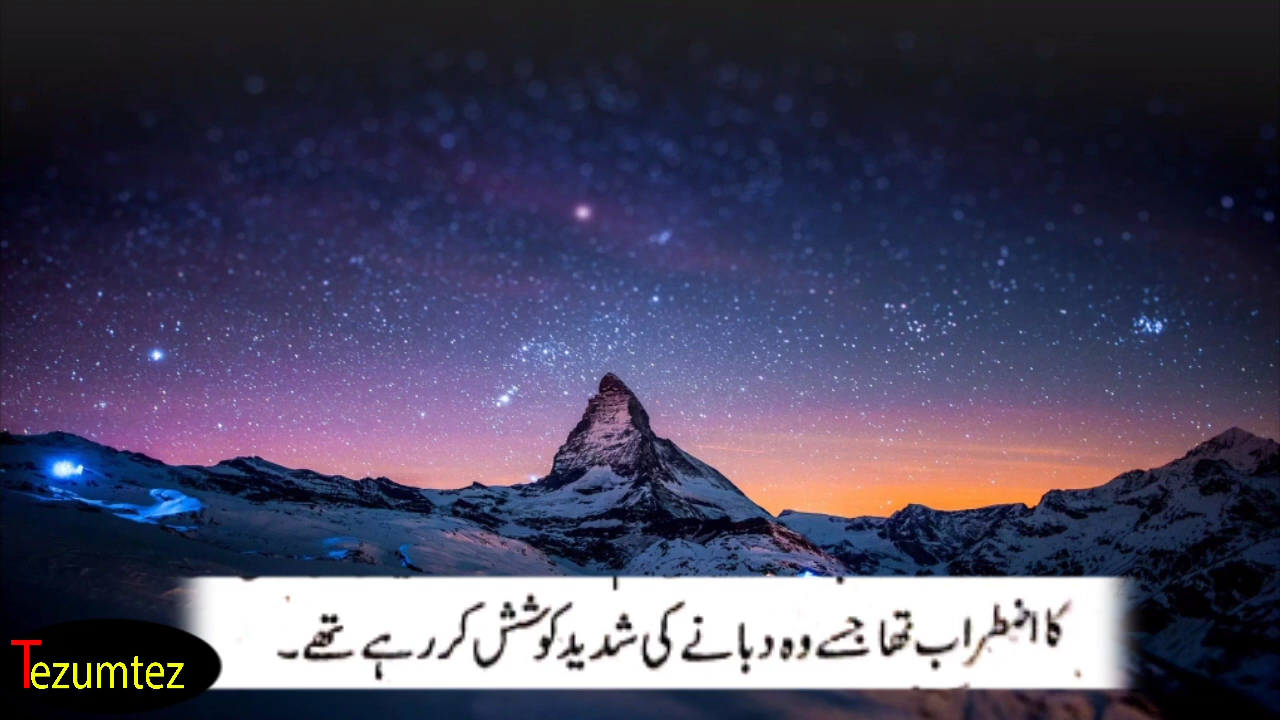 کا اضطراب تھا جسے وہ دبانے کی شدید کوشش کر رہے تھے۔
Tezumtez